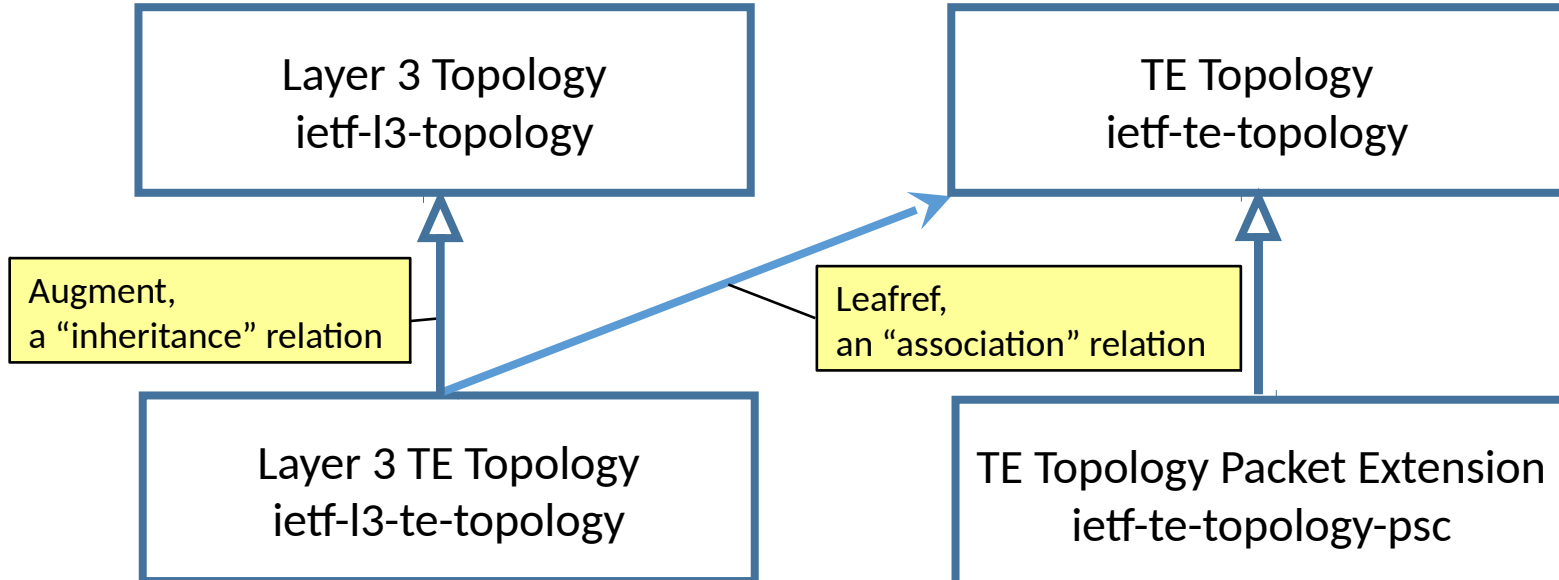 Layer 3 Topology
ietf-l3-topology
TE Topology
ietf-te-topology
Augment,
a “inheritance” relation
Leafref,
an “association” relation
Layer 3 TE Topology
ietf-l3-te-topology
TE Topology Packet Extension
ietf-te-topology-psc